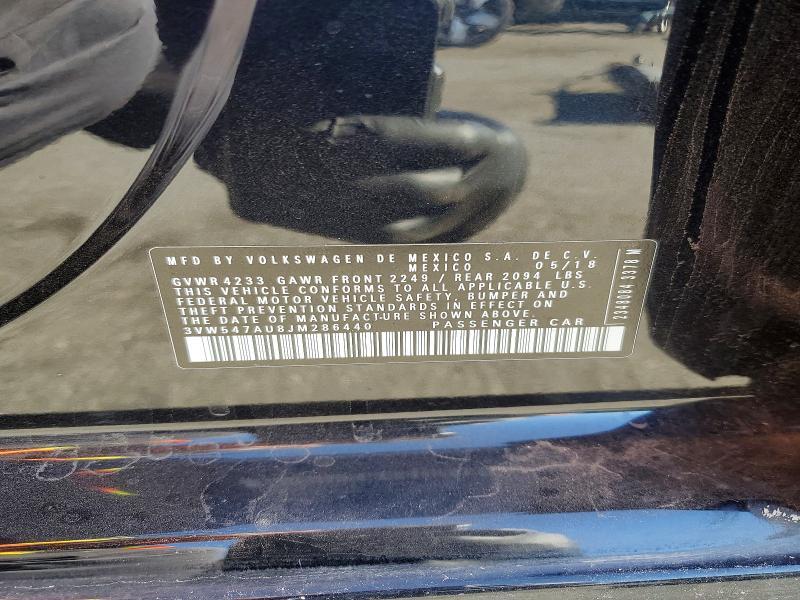 MFD BY VOLKSWAGEN DE MEXICO S.A. DE C.V.
MEXICO 05/18
GVWR 4233 GAWR FRONT 2249 / REAR 2094 LBS
THIS VEHICLE CONFORMS TO ALL APPLICABLE U.S.
FEDERAL MOTOR VEHICLE SAFETY, BUMPER AND
THEFT PREVENTION STANDARDS IN EFFECT ON
THE DATE OF MANUFACTURE SHOWN ABOVE.
3VW547AU8JM286440 PASSENGER CAR
2348084 3378 M